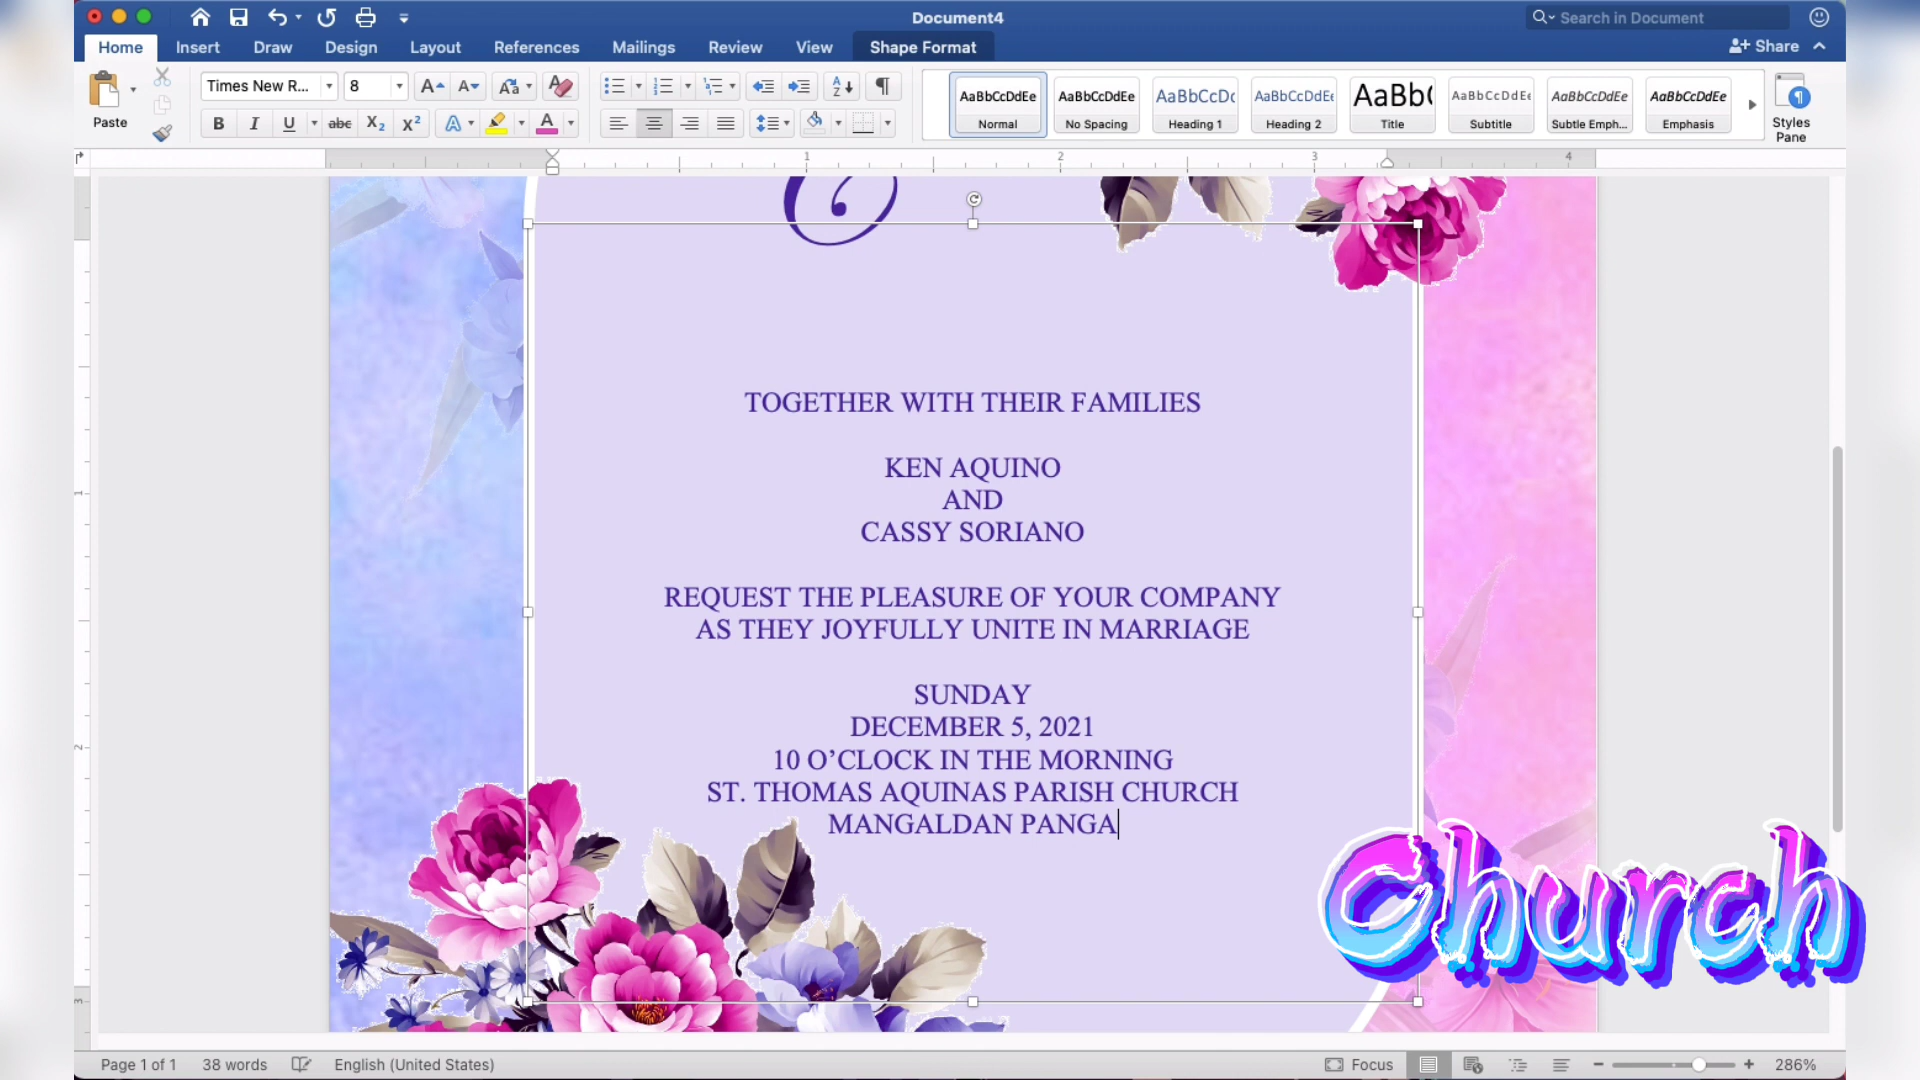 Document4
Search in Document
Home Insert Draw Design Layout References Mailings Review View Shape Format
Share
Paste
Times New R... 8
AaBbCcDdEe AaBbCcDdEe AaBbCcDc AaBbCcDdEe AaBb( AaBbCcDdEe AaBbCcDdEe AaBbCcDdEe
Normal No Spacing Heading 1 Heading 2 Title Subtitle Subtle Emph... Emphasis
Styles
Pane
1 2 3 4
TOGETHER WITH THEIR FAMILIES
KEN AQUINO
AND
CASSY SORIANO
REQUEST THE PLEASURE OF YOUR COMPANY
AS THEY JOYFULLY UNITE IN MARRIAGE
SUNDAY
DECEMBER 5, 2021
10 O’CLOCK IN THE MORNING
ST. THOMAS AQUINAS PARISH CHURCH
MANGALDAN PANGA
Church
Page 1 of 1 38 words English (United States) Focus 286%